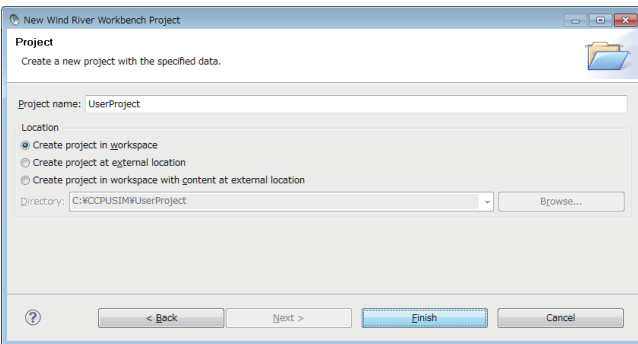 New Wind River Workbench Project
Project
Create a new project with the specified data.
Project name: UserProject
Location
Create project in workspace
Create project at external location
Create project in workspace with content at external location
Directory: C:¥CCPUSIM¥UserProject Browse...
? < Back Next > Finish Cancel